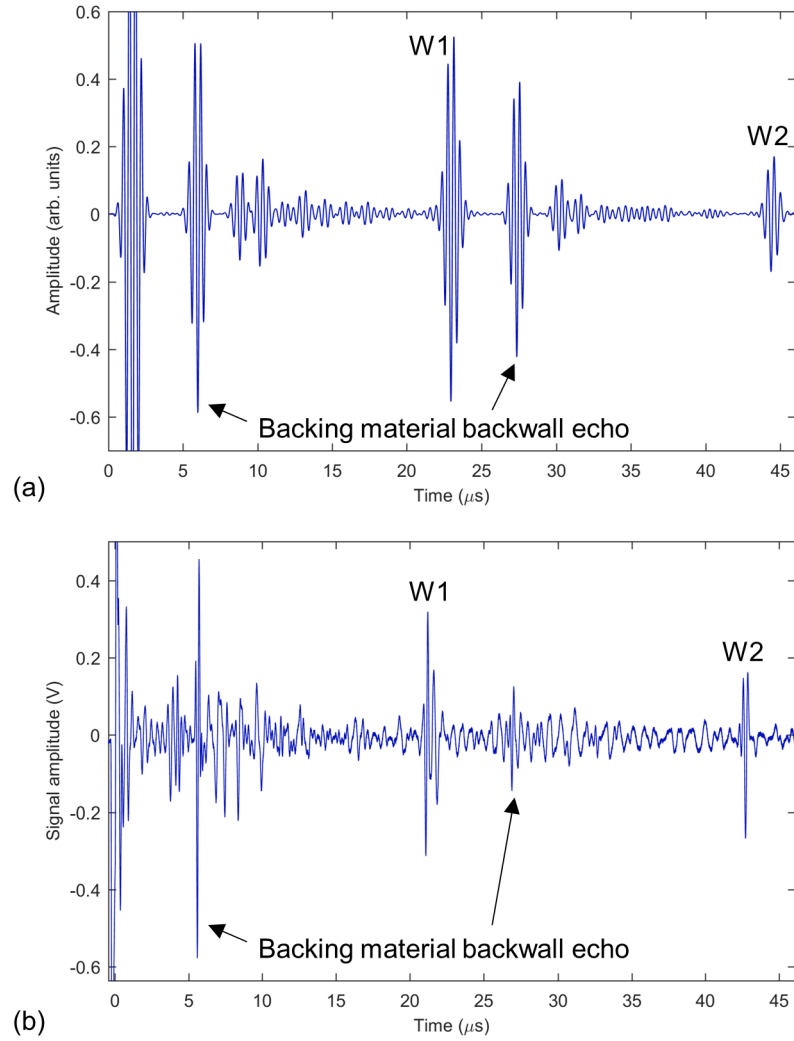 0.6
W1
0.4
0.2
W2
0
-0.2
-0.4
-0.6
Amplitude (arb. units)
Backing material backwall echo
0 5 10 15 20 25 30 35 40 45
Time (μs)
(a)
0.4
W1
0.2
W2
0
-0.2
-0.4
-0.6
Signal amplitude (V)
Backing material backwall echo
0 5 10 15 20 25 30 35 40 45
Time (μs)
(b)